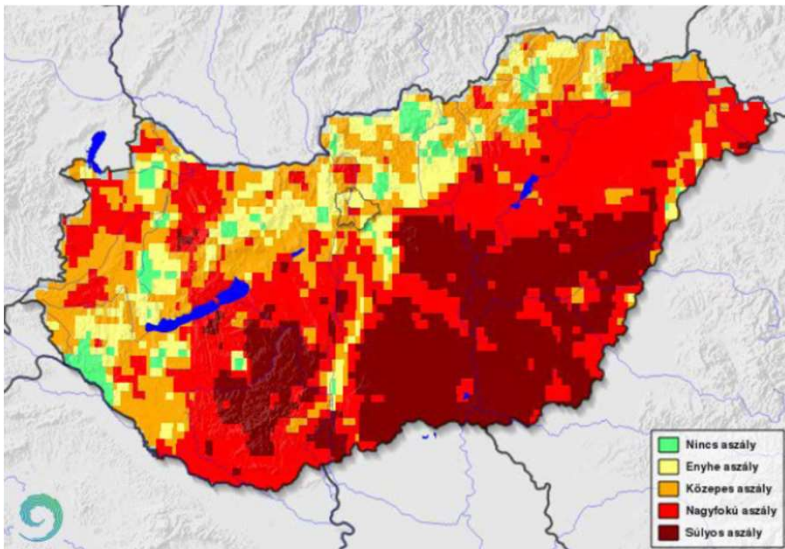 Nincs aszály
Enyhe aszály
Közepes aszály
Nagyfokú aszály
Súlyos aszály